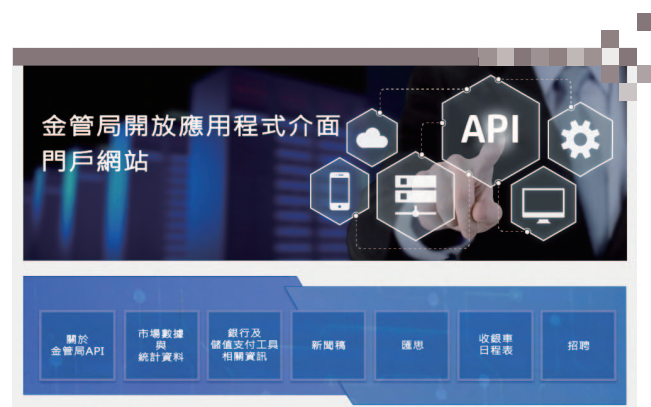 金管局開放應用程式介面
門戶網站
API
關於
金管局API
市場數據
與
統計資料
銀行及
儲值支付工具
相關資訊
新聞稿
匯思
收銀車
日程表
招聘